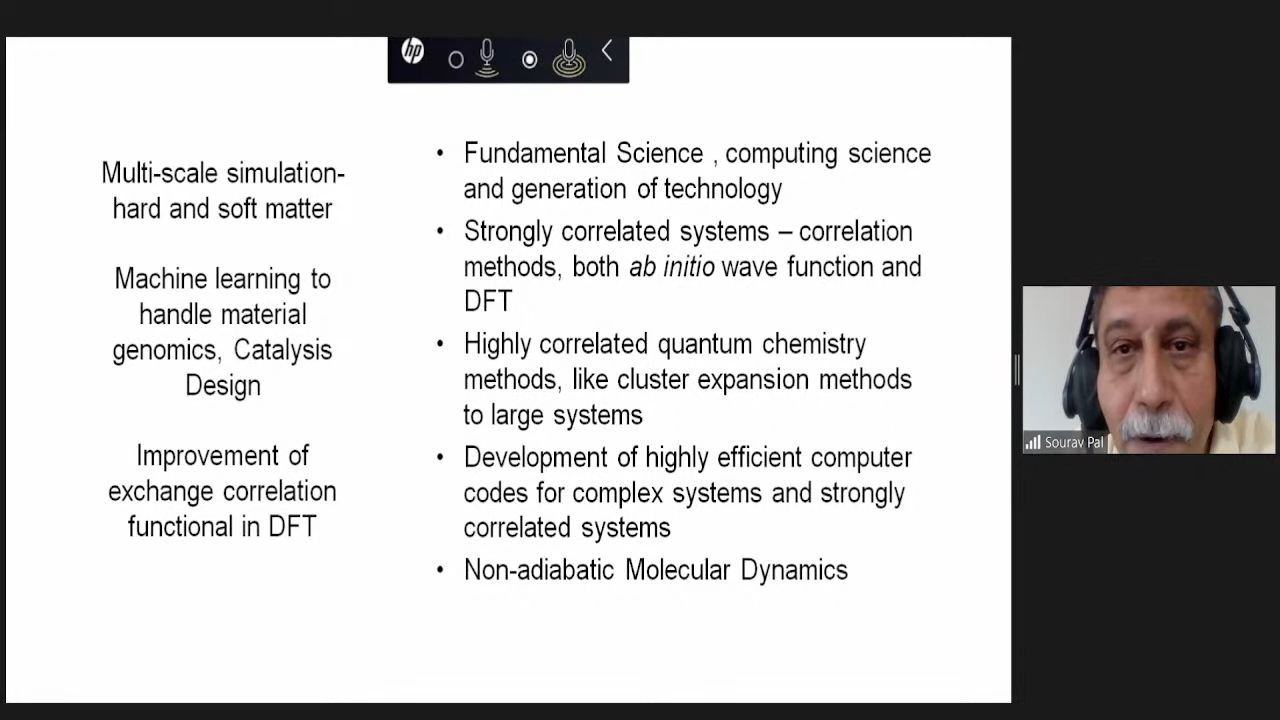 hp
Multi-scale simulation-
hard and soft matter
Machine learning to
handle material
genomics, Catalysis
Design
Improvement of
exchange correlation
functional in DFT
• Fundamental Science , computing science
and generation of technology
• Strongly correlated systems – correlation
methods, both ab initio wave function and
DFT
• Highly correlated quantum chemistry
methods, like cluster expansion methods
to large systems
• Development of highly efficient computer
codes for complex systems and strongly
correlated systems
• Non-adiabatic Molecular Dynamics
Sourav Pal